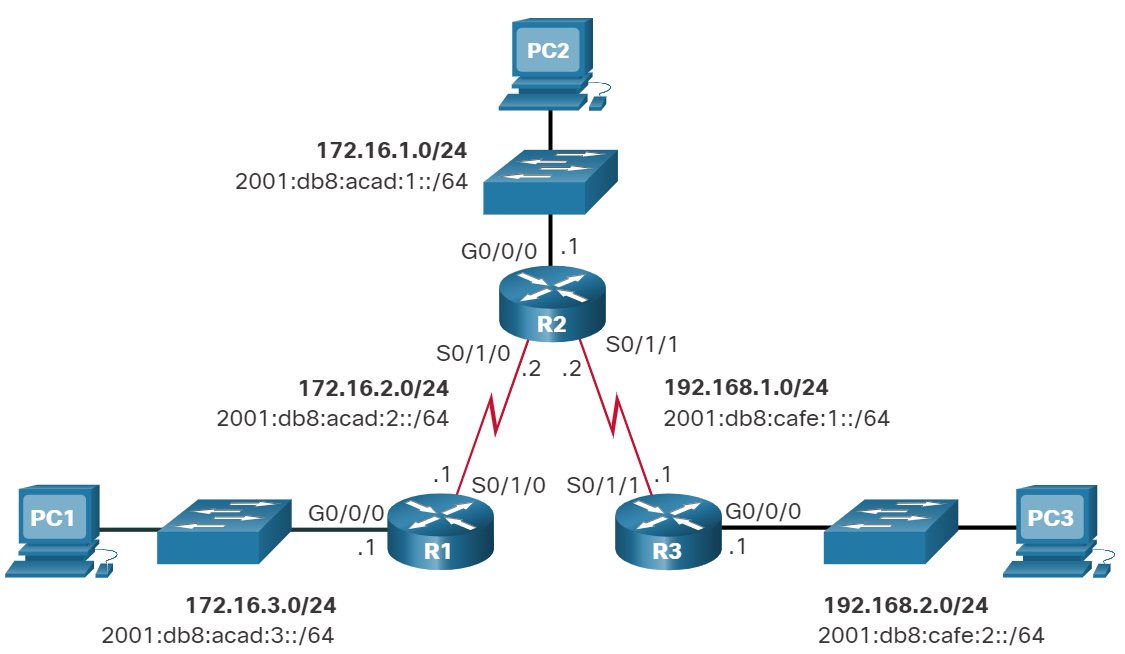 PC2
172.16.1.0/24
2001:db8:acad:1::/64
G0/0/0
.1
R2
S0/1/0
.2
.2
S0/1/1
172.16.2.0/24
2001:db8:acad:2::/64
192.168.1.0/24
2001:db8:cafe:1::/64
.1
S0/1/0
S0/1/1
.1
PC1
G0/0/0
.1
R1
R3
G0/0/0
.1
PC3
172.16.3.0/24
2001:db8:acad:3::/64
192.168.2.0/24
2001:db8:cafe:2::/64